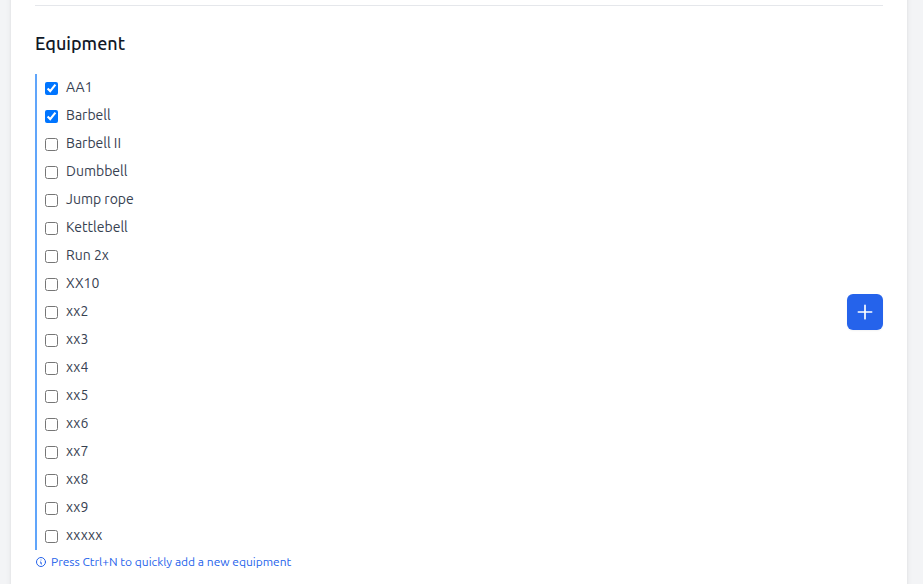 Equipment
AA1
Barbell
Barbell II
Dumbbell
Jump rope
Kettlebell
Run 2x
XX10
xx2
xx3
xx4
xx5
xx6
xx7
xx8
xx9
xxxxx
Press Ctrl+N to quickly add a new equipment